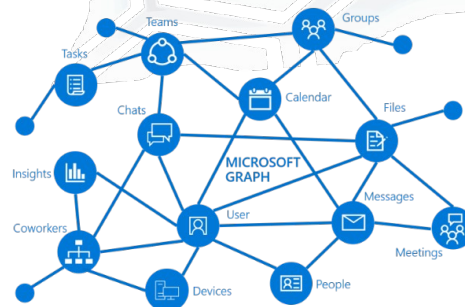 Teams
Groups
Tasks
Calendar
Chats
Files
MICROSOFT
GRAPH
Insights
User
Messages
Coworkers
Meetings
Devices
People